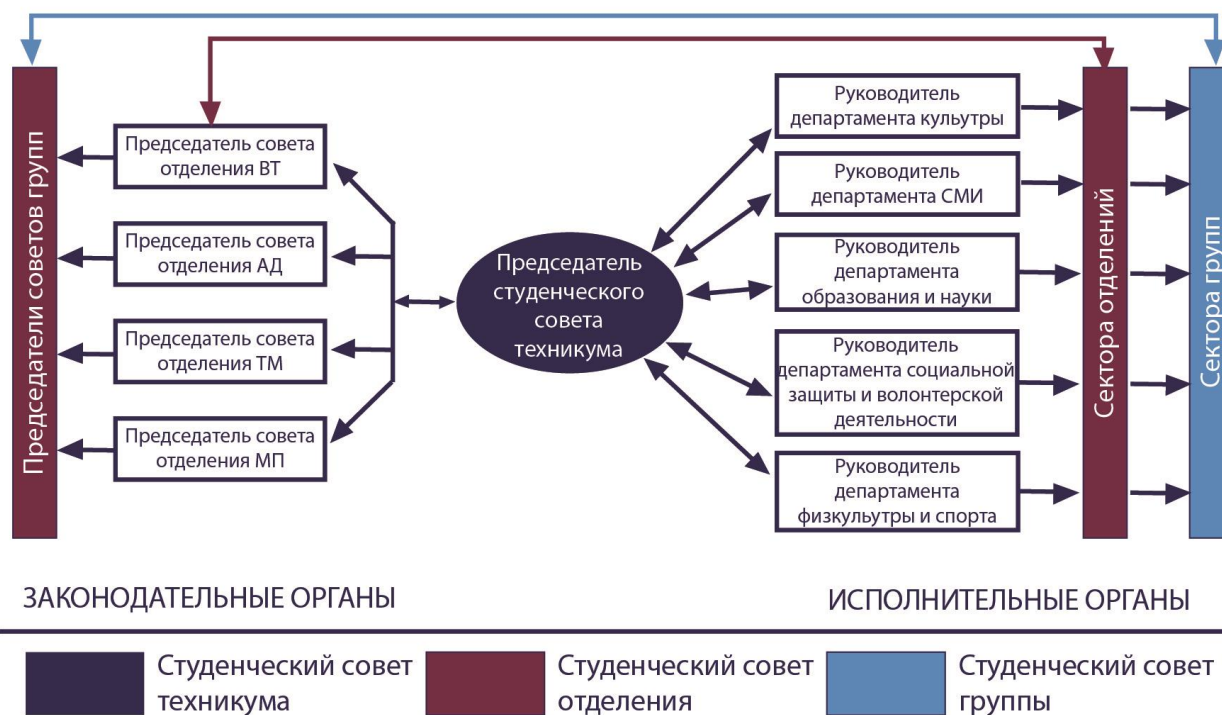 Председатели советов групп
Председатель совета
отделения ВТ
Председатель совета
отделения АД
Председатель совета
отделения ТМ
Председатель совета
отделения МП
Председатель
студенческого
совета
техникума
Руководитель
департамента кульутры
Руководитель
департамента СМИ
Руководитель
департамента
образования и науки
Руководитель
департамента социальной
защиты и волонтерской
деятельности
Руководитель
департамента
физкульутры и спорта
Сектора отделений
Сектора групп
ЗАКОНОДАТЕЛЬНЫЕ ОРГАНЫ
ИСПОЛНИТЕЛЬНЫЕ ОРГАНЫ
Студенческий совет
техникума
Студенческий совет
отделения
Студенческий совет
группы